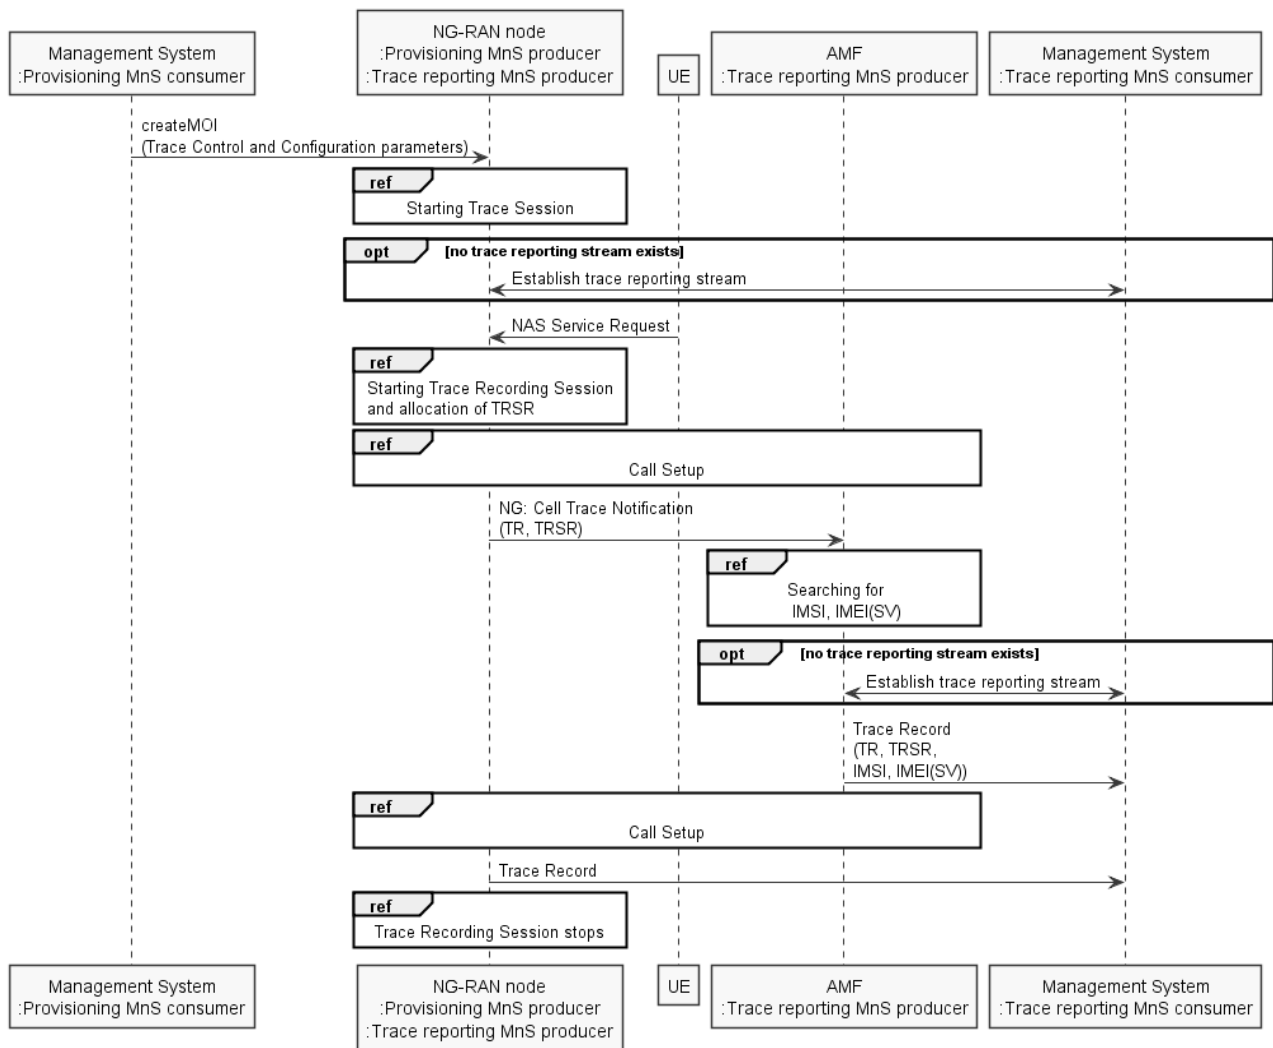 Management System
:Provisioning MnS consumer
NG-RAN node
:Provisioning MnS producer
:Trace reporting MnS producer
UE
AMF
:Trace reporting MnS producer
Management System
:Trace reporting MnS consumer
createMOI
(Trace Control and Configuration parameters)
ref
Starting Trace Session
opt
[no trace reporting stream exists]
Establish trace reporting stream
NAS Service Request
ref
Starting Trace Recording Session
and allocation of TRSR
ref
Call Setup
NG: Cell Trace Notification
(TR, TRSR)
ref
Searching for
IMSI, IMEI(SV)
opt
[no trace reporting stream exists]
Establish trace reporting stream
Trace Record
(TR, TRSR,
IMSI, IMEI(SV))
ref
Call Setup
Trace Record
ref
Trace Recording Session stops
Management System
:Provisioning MnS consumer
NG-RAN node
:Provisioning MnS producer
:Trace reporting MnS producer
UE
AMF
:Trace reporting MnS producer
Management System
:Trace reporting MnS consumer